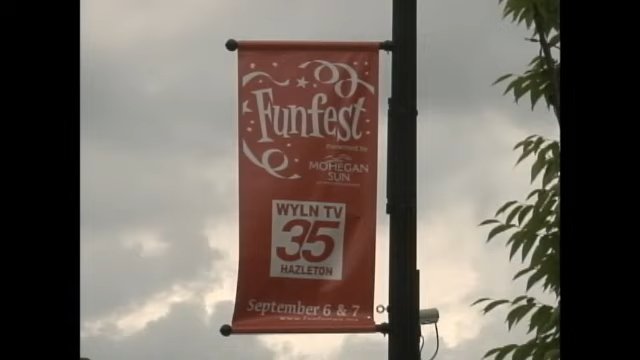 Funfest
Presented by
MOHEGAN
SUN
WYLN TV
35
HAZLETON
September 6 & 7